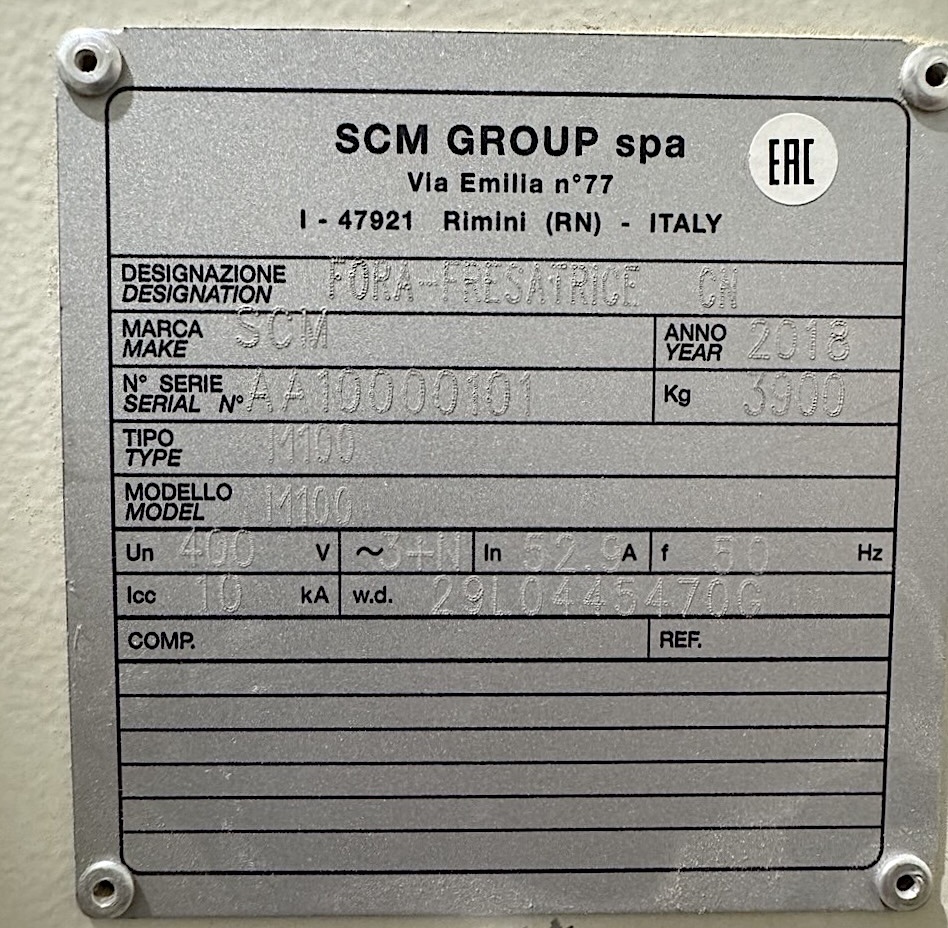 SCM GROUP spa
EAC
Via Emilia n°77
I - 47921 Rimini (RN) - ITALY
DESIGNAZIONE FORA-FRESATRICE CN
DESIGNATION
MARCA SCM ANNO 2018
MAKE YEAR
N° SERIE AA10000101 Kg 3900
SERIAL N°
TIPO M100
TYPE
MODELLO M100
MODEL
Un 400 V ~ 3+N In 52.9 A f 50 Hz
Icc 10 kA w.d. 29L0445470G
COMP. REF.